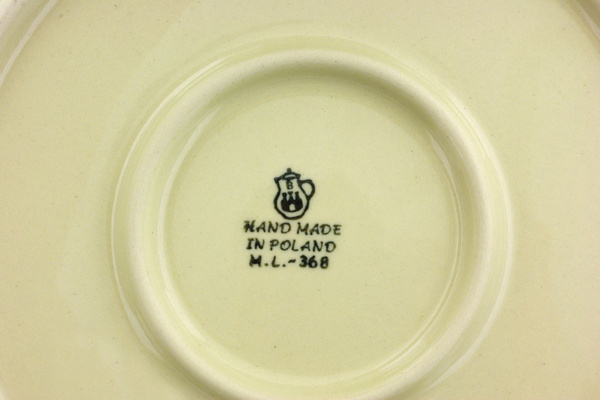 B
HAND MADE
IN POLAND
M.L.-368